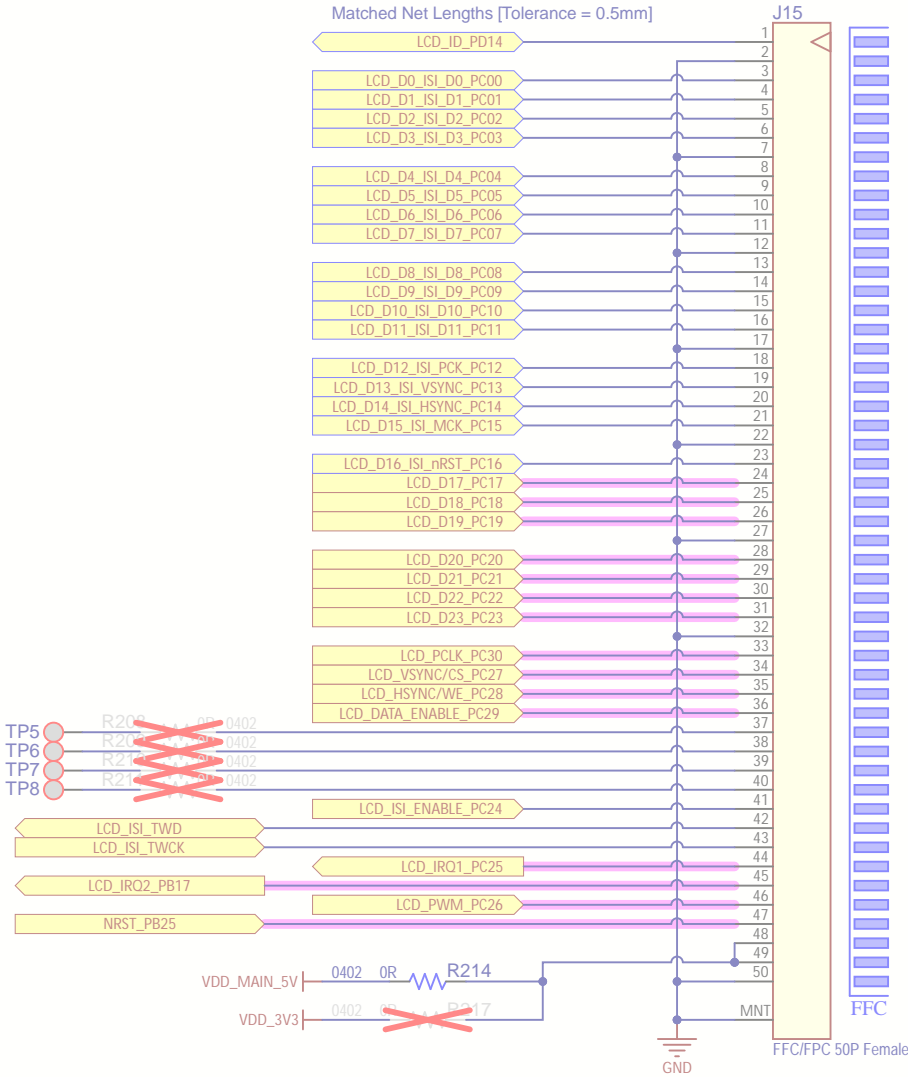 Matched Net Lengths [Tolerance = 0.5mm]
J15
LCD_ID_PD14 1
2
LCD_D0_ISI_D0_PC00 3
LCD_D1_ISI_D1_PC01 4
LCD_D2_ISI_D2_PC02 5
LCD_D3_ISI_D3_PC03 6
7
LCD_D4_ISI_D4_PC04 8
LCD_D5_ISI_D5_PC05 9
LCD_D6_ISI_D6_PC06 10
LCD_D7_ISI_D7_PC07 11
12
LCD_D8_ISI_D8_PC08 13
LCD_D9_ISI_D9_PC09 14
LCD_D10_ISI_D10_PC10 15
LCD_D11_ISI_D11_PC11 16
17
LCD_D12_ISI_PCK_PC12 18
LCD_D13_ISI_VSYNC_PC13 19
LCD_D14_ISI_HSYNC_PC14 20
LCD_D15_ISI_MCK_PC15 21
22
LCD_D16_ISI_nRST_PC16 23
LCD_D17_PC17 24
LCD_D18_PC18 25
LCD_D19_PC19 26
27
LCD_D20_PC20 28
LCD_D21_PC21 29
LCD_D22_PC22 30
LCD_D23_PC23 31
32
LCD_PCLK_PC30 33
LCD_VSYNC/CS_PC27 34
LCD_HSYNC/WE_PC28 35
LCD_DATA_ENABLE_PC29 36
TP5 0R 0402 37
TP6 0402 38
TP7 0402 39
TP8 0402 40
LCD_ISI_ENABLE_PC24 41
LCD_ISI_TWD 42
LCD_ISI_TWCK 43
LCD_IRQ1_PC25 44
LCD_IRQ2_PB17 45
LCD_PWM_PC26 46
NRST_PB25 47
48
49
VDD_MAIN_5V 0402 0R R214 50
VDD_3V3 0402 0R R217 MNT
FFC
GND
FFC/FPC 50P Female